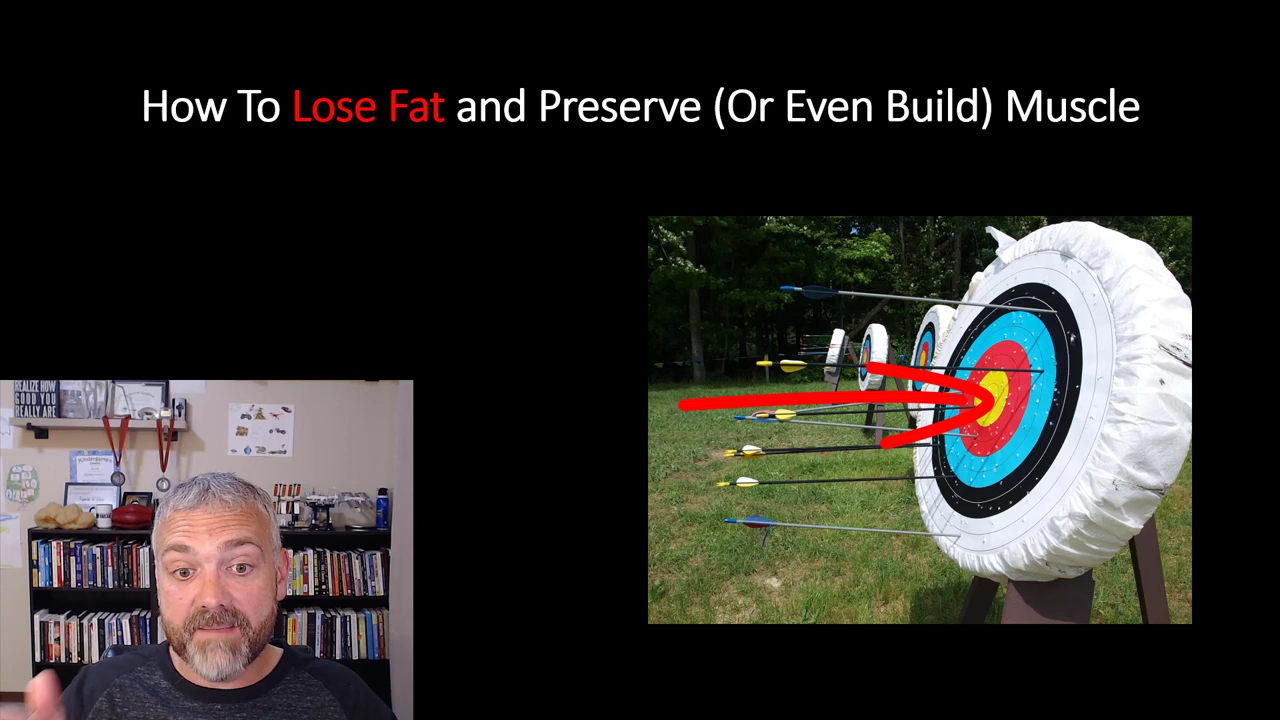 How To Lose Fat and Preserve (Or Even Build) Muscle
REALIZE HOW
GOOD YOU
REALLY ARE